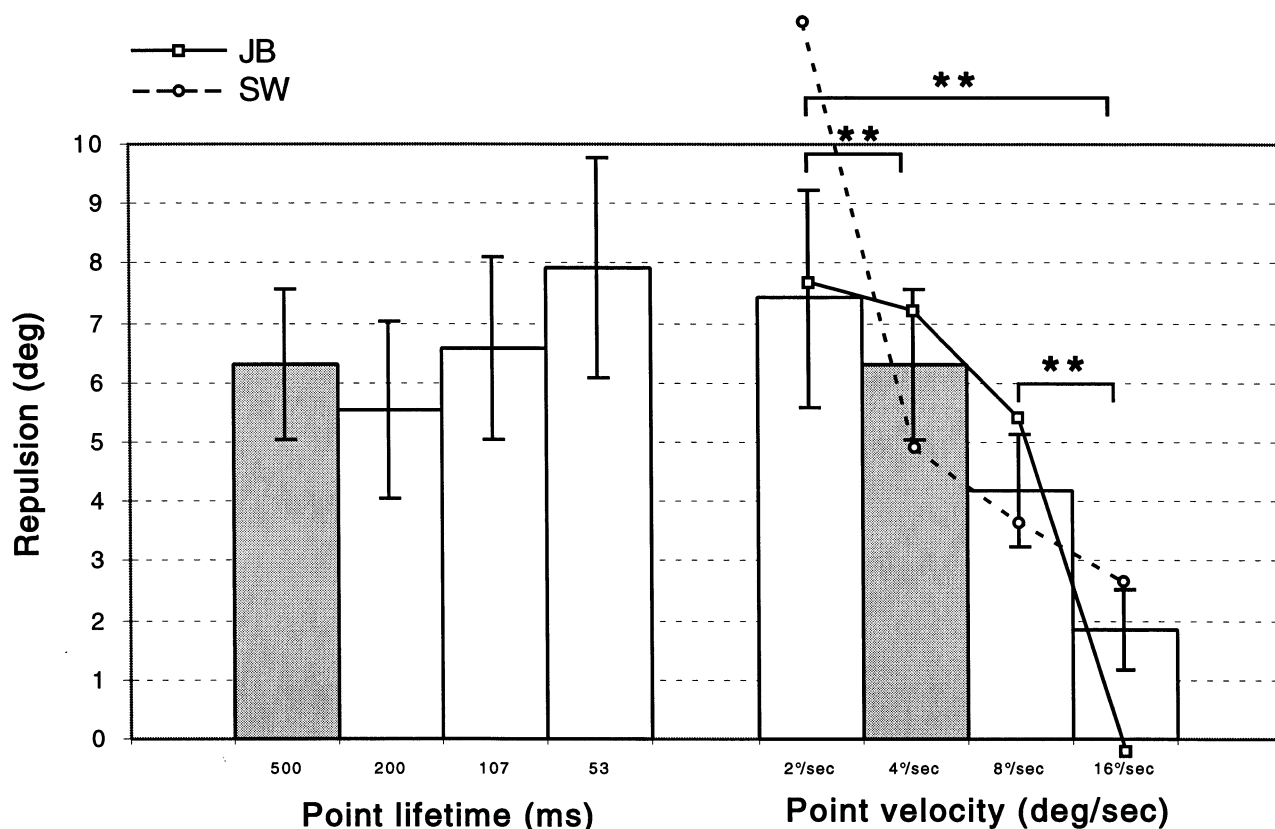 JB
SW
**
**
**
10
9
8
7
6
5
4
3
2
1
0
Repulsion (deg)
500 200 107 53 2°/sec 4°/sec 8°/sec 16°/sec
Point lifetime (ms) Point velocity (deg/sec)